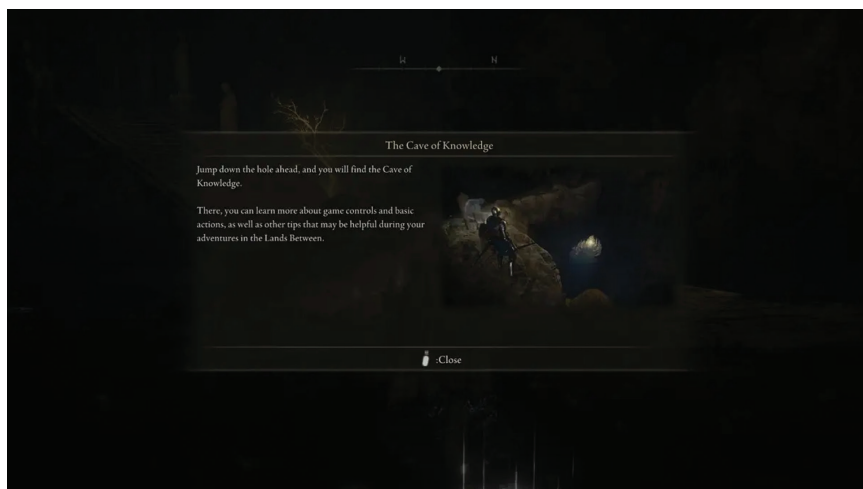 W N
The Cave of Knowledge
Jump down the hole ahead, and you will find the Cave of
Knowledge.
There, you can learn more about game controls and basic
actions, as well as other tips that may be helpful during your
adventures in the Lands Between.
:Close